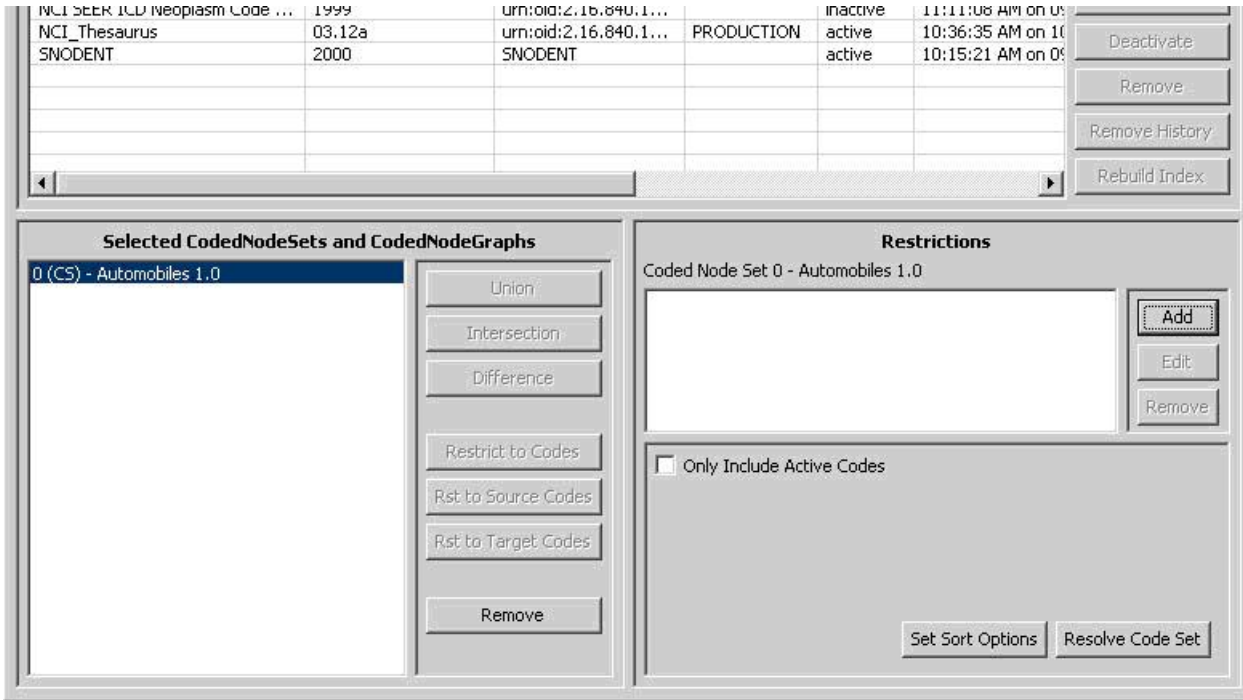 NCI SEER ICD Neoplasm Code ... 1999 urn:oid:2.16.840.1... inactive 11:11:08 AM on 09
NCI_Thesaurus 03.12a urn:oid:2.16.840.1... PRODUCTION active 10:36:35 AM on 10
Deactivate
SNODENT 2000 SNODENT active 10:15:21 AM on 09
Remove
Remove History
Rebuild Index
Selected CodedNodeSets and CodedNodeGraphs
0 (CS) - Automobiles 1.0
Union
Intersection
Difference
Restrict to Codes
Rst to Source Codes
Rst to Target Codes
Remove
Restrictions
Coded Node Set 0 - Automobiles 1.0
Add
Edit
Remove
Only Include Active Codes
Set Sort Options Resolve Code Set